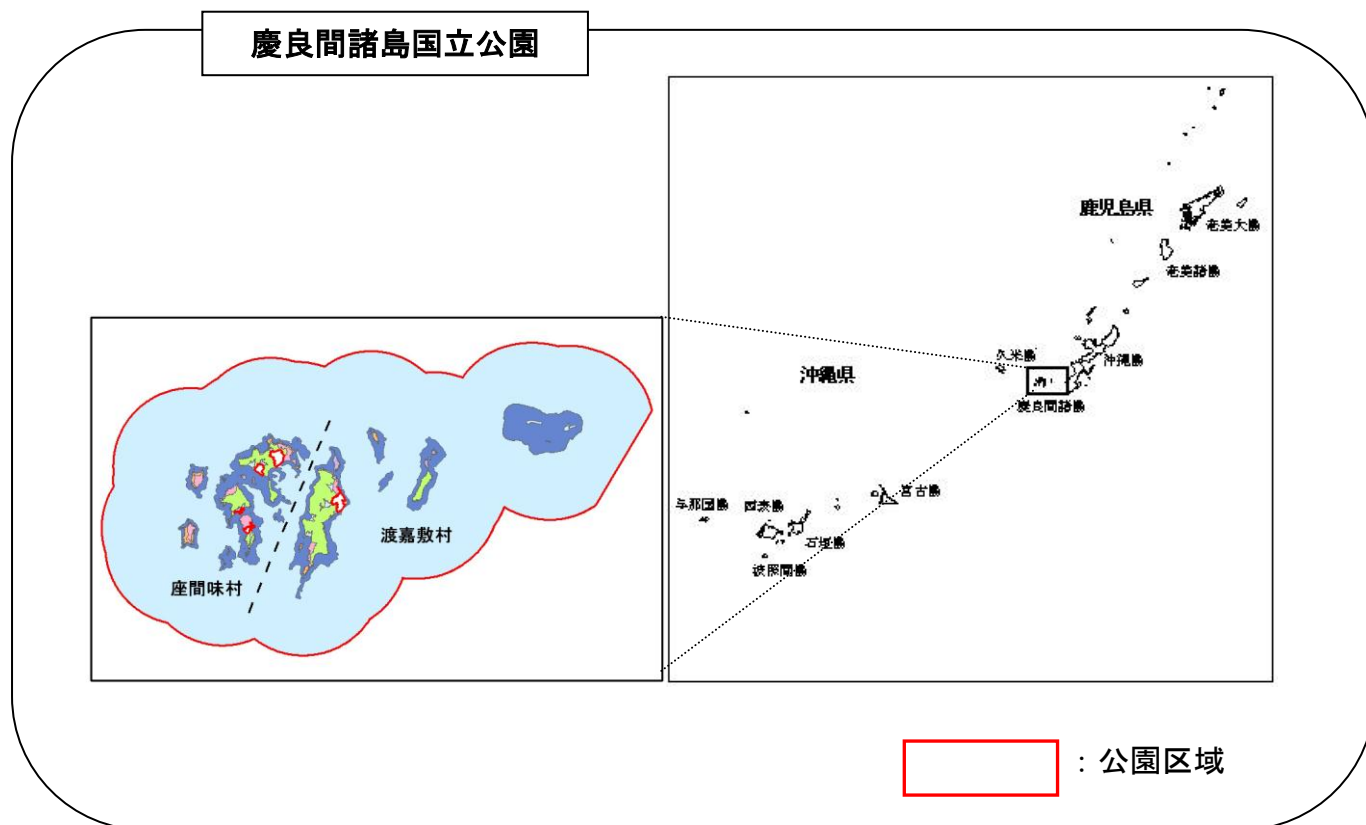 慶良間諸島国立公園
鹿児島県
奄美大島
奄美諸島
久米島
沖縄島
沖縄県
慶良間諸島
宮古島
与那国島
西表島
石垣島
波照間島
渡嘉敷村
座間味村
：公園区域